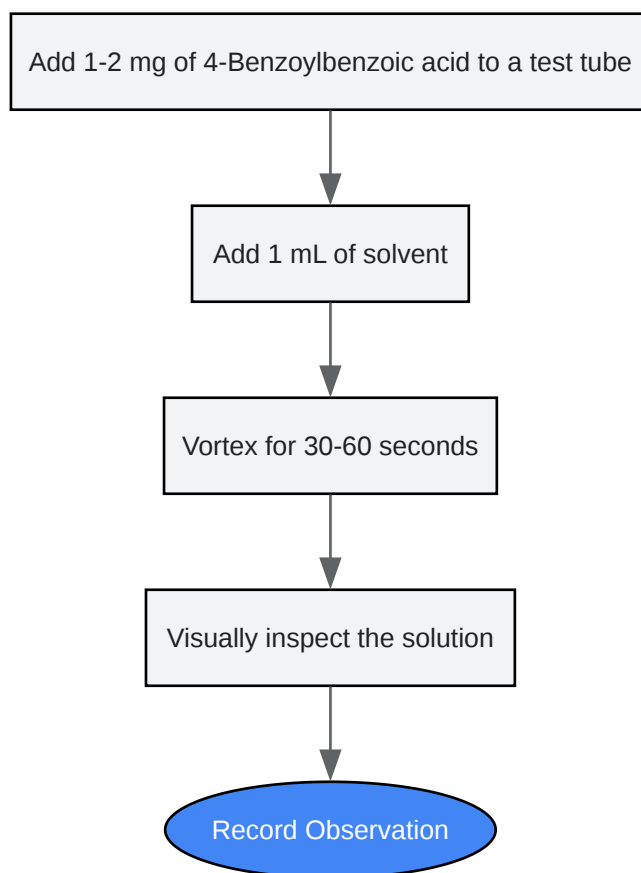 Add 1-2 mg of 4-Benzoylbenzoic acid to a test tube
Add 1 mL of solvent
Vortex for 30-60 seconds
Visually inspect the solution
Record Observation